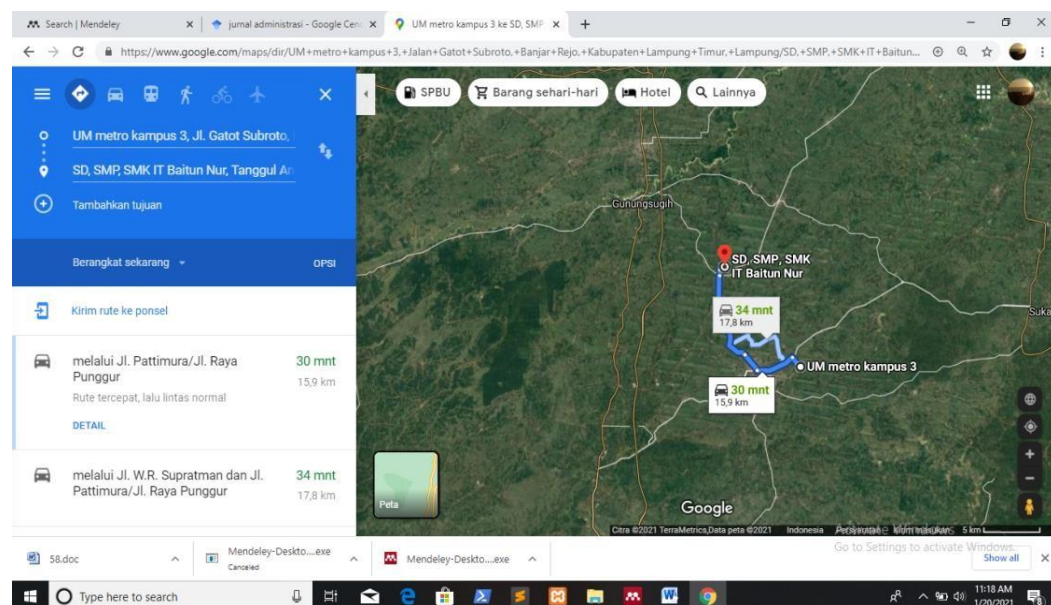 Search | Mendeley
jurnal administrasi - Google Cen
UM metro kampus 3 ke SD, SMP
https://www.google.com/maps/dir/UM+metro+kampus+3,+Jalan+Gatot+Subroto,+Banjar+Rejo,+Kabupaten+Lampung+Timur,+Lampung/SD,+SMP,+SMK+IT+Baitun...
UM metro kampus 3, Jl. Gatot Subroto,
SD, SMP, SMK IT Baitun Nur, Tanggul An
Tambahkan tujuan
Berangkat sekarang
OPSI
Kirim rute ke ponsel
melalui Jl. Pattimura/Jl. Raya
Punggur
30 mnt
15,9 km
Rute tercepat, lalu lintas normal
DETAIL
melalui Jl. W.R. Supratman dan Jl.
Pattimura/Jl. Raya Punggur
34 mnt
17,8 km
SPBU
Barang sehari-hari
Hotel
Lainnya
Gunungsugih
SD, SMP, SMK
IT Baitun Nur
34 mnt
17,8 km
Suka
UM metro kampus 3
30 mnt
15,9 km
Peta
Google
Citra ©2021 TerraMetrics,Data peta ©2021 Indonesia
5 km
Go to Settings to activate Windows.
58.doc
Mendeley-Deskto....exe
Canceled
Mendeley-Deskto....exe
Show all
Type here to search
11:18 AM
1/20/2021
8